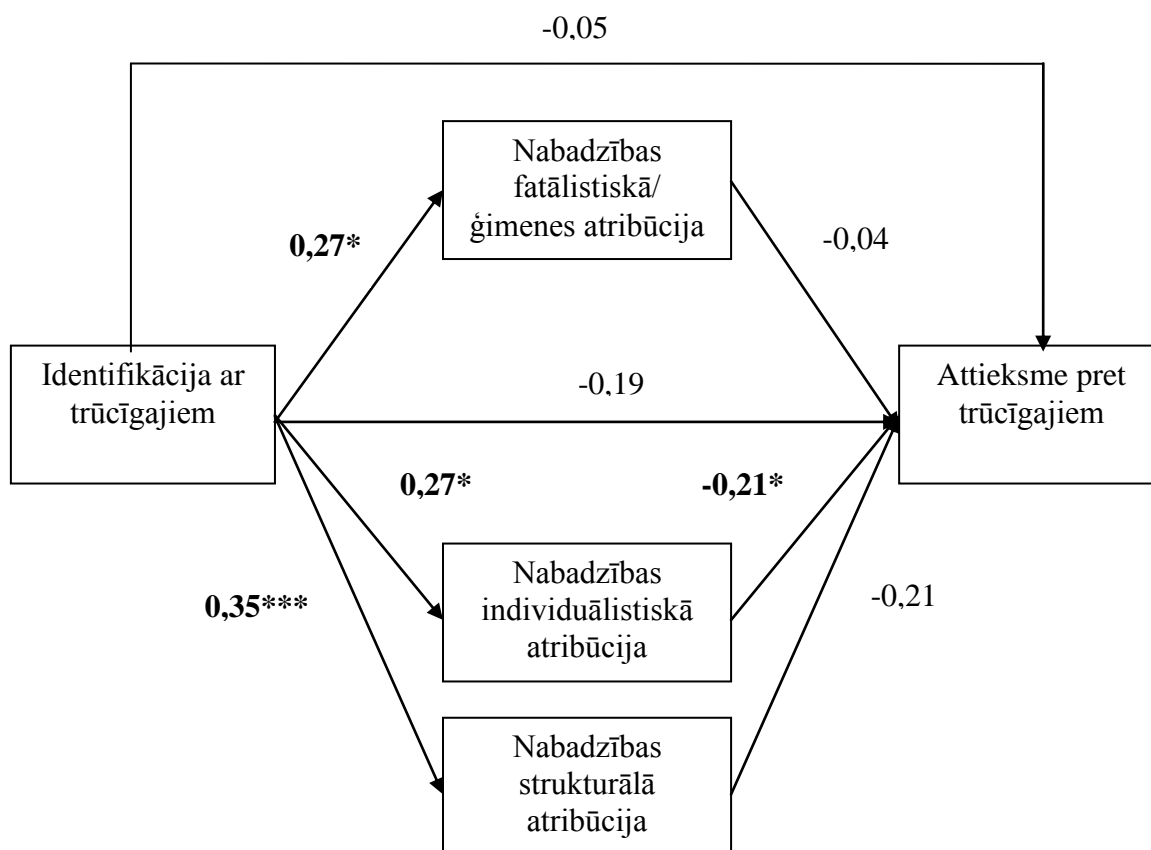 -0,05
Nabadzības
fatālistiskā/
ģimenes atribūcija
0,27*
-0,04
Identifikācija ar
trūcīgajiem
-0,19
Attieksme pret
trūcīgajiem
0,27*
-0,21*
Nabadzības
individuālistiskā
atribūcija
0,35***
-0,21
Nabadzības
strukturālā
atribūcija